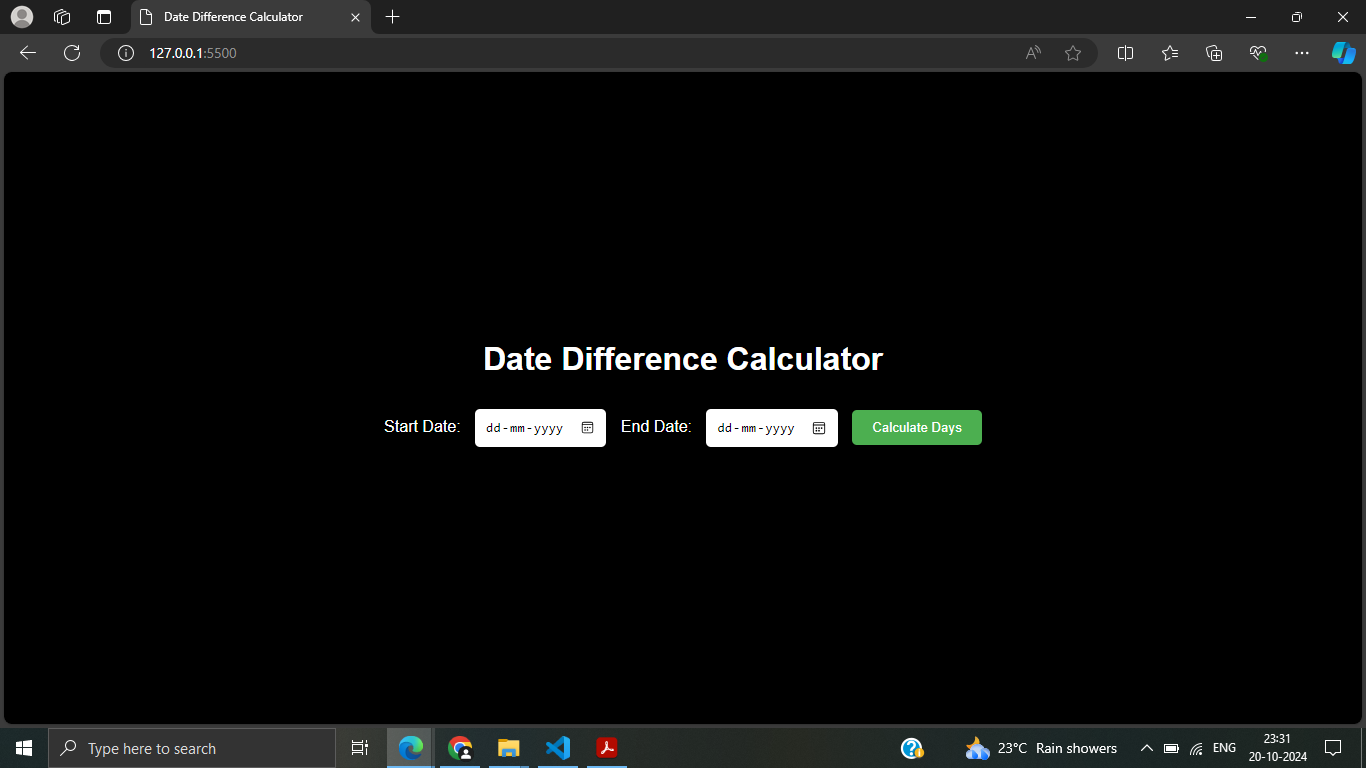 Date Difference Calculator
127.0.0.1:5500
Date Difference Calculator
Start Date: dd-mm-yyyy End Date: dd-mm-yyyy Calculate Days
Type here to search
23°C Rain showers
ENG
23:31
20-10-2024